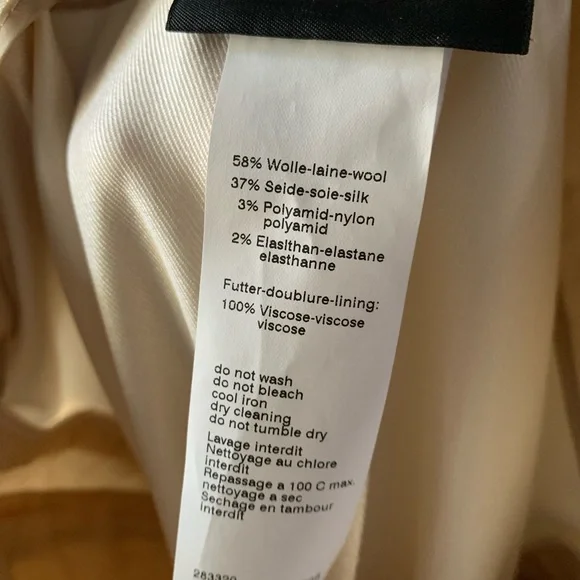 58% Wolle-laine-wool
37% Seide-soie-silk
3% Polyamid-nylon
polyamid
2% Elaslthan-elastane
elasthanne
Futter-doublure-lining:
100% Viscose-viscose
viscose
do not wash
do not bleach
cool iron
dry cleaning
do not tumble dry
Lavage interdit
Nettoyage au chlore
interdit
Repassage a 100 C max.
nettoyage a sec
Sechage en tambour
interdit